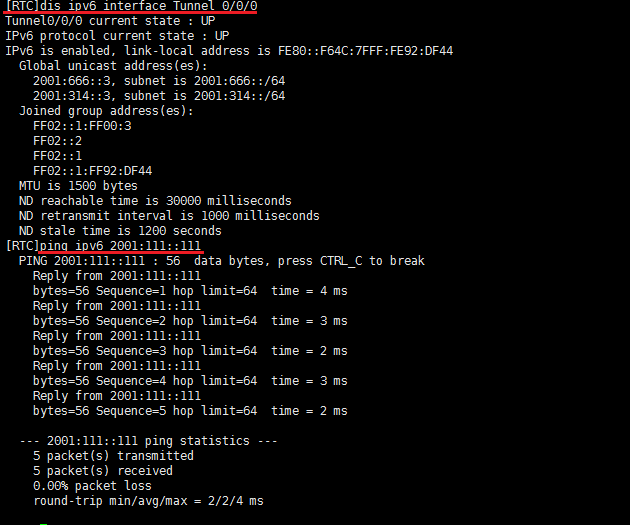 [RTC]dis ipv6 interface Tunnel 0/0/0
Tunnel0/0/0 current state : UP
IPv6 protocol current state : UP
IPv6 is enabled, link-local address is FE80::F64C:7FFF:FE92:DF44
  Global unicast address(es):
    2001:666::3, subnet is 2001:666::/64
    2001:314::3, subnet is 2001:314::/64
  Joined group address(es):
    FF02::1:FF00:3
    FF02::2
    FF02::1
    FF02::1:FF92:DF44
  MTU is 1500 bytes
  ND reachable time is 30000 milliseconds
  ND retransmit interval is 1000 milliseconds
  ND stale time is 1200 seconds
[RTC]ping ipv6 2001:111::111
  PING 2001:111::111 : 56  data bytes, press CTRL_C to break
    Reply from 2001:111::111
    bytes=56 Sequence=1 hop limit=64  time = 4 ms
    Reply from 2001:111::111
    bytes=56 Sequence=2 hop limit=64  time = 3 ms
    Reply from 2001:111::111
    bytes=56 Sequence=3 hop limit=64  time = 2 ms
    Reply from 2001:111::111
    bytes=56 Sequence=4 hop limit=64  time = 3 ms
    Reply from 2001:111::111
    bytes=56 Sequence=5 hop limit=64  time = 2 ms
  --- 2001:111::111 ping statistics ---
    5 packet(s) transmitted
    5 packet(s) received
    0.00% packet loss
    round-trip min/avg/max = 2/2/4 ms